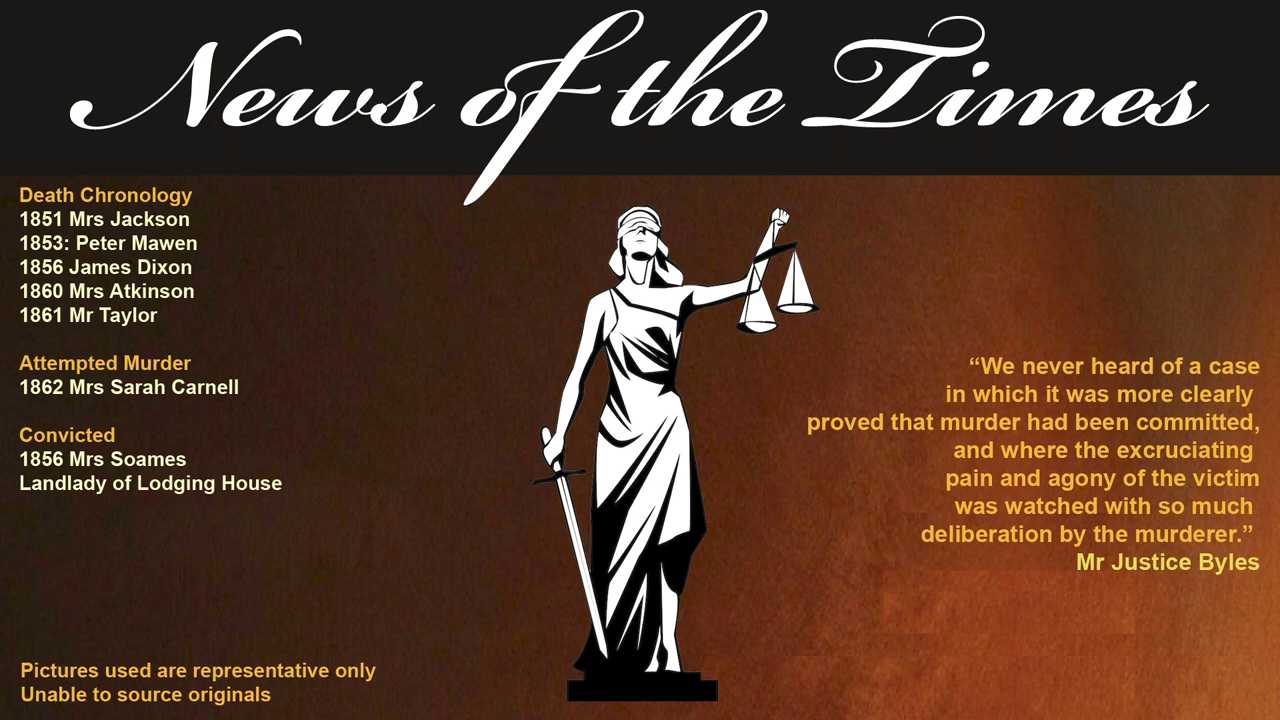 News of the Times
Death Chronology
1851 Mrs Jackson
1853: Peter Mawen
1856 James Dixon
1860 Mrs Atkinson
1861 Mr Taylor
Attempted Murder
1862 Mrs Sarah Carnell
Convicted
1856 Mrs Soames
Landlady of Lodging House
“We never heard of a case
in which it was more clearly
proved that murder had been committed,
and where the excruciating
pain and agony of the victim
was watched with so much
deliberation by the murderer.”
Mr Justice Byles
Pictures used are representative only
Unable to source originals